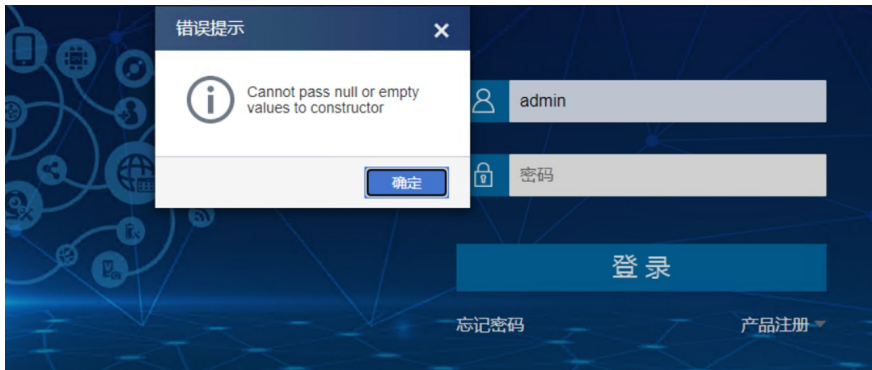 错误提示
Cannot pass null or empty
values to constructor
确定
admin
密码
登录
忘记密码
产品注册